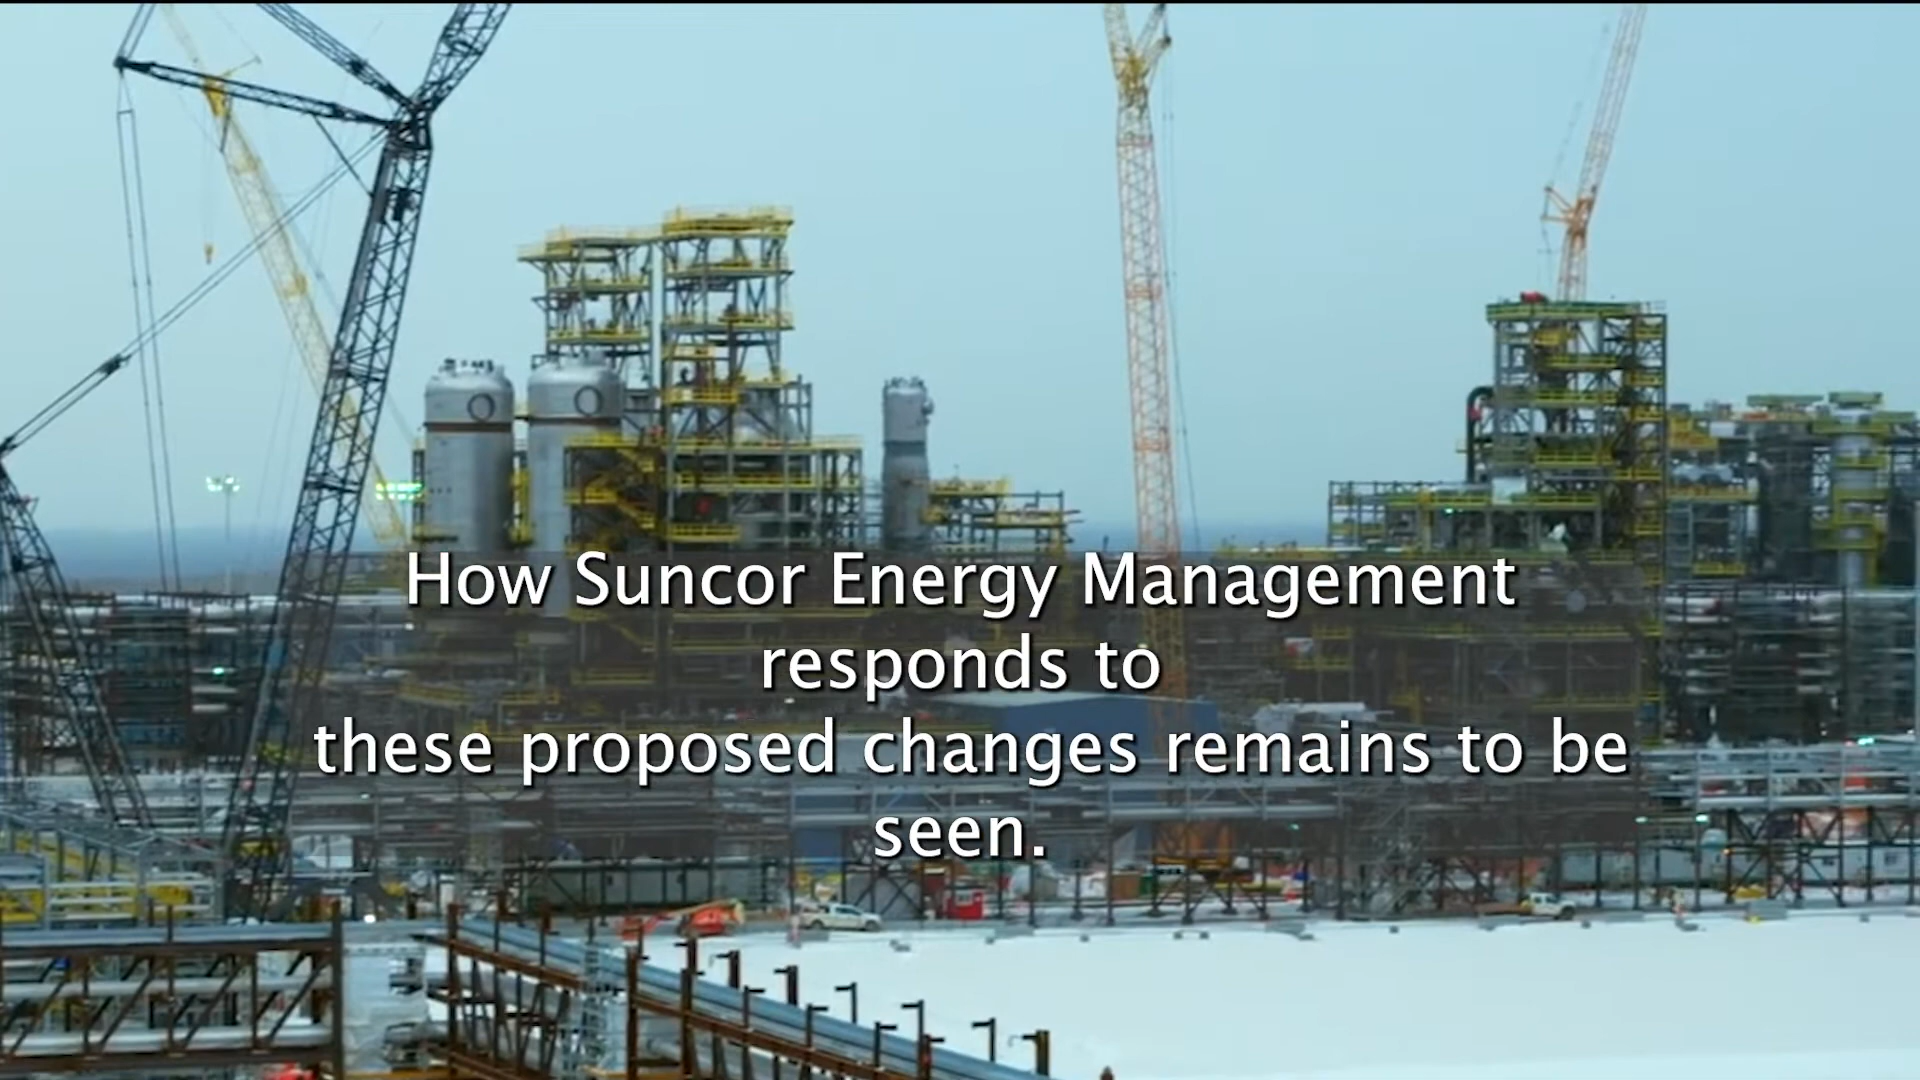 How Suncor Energy Management
responds to
these proposed changes remains to be
seen.